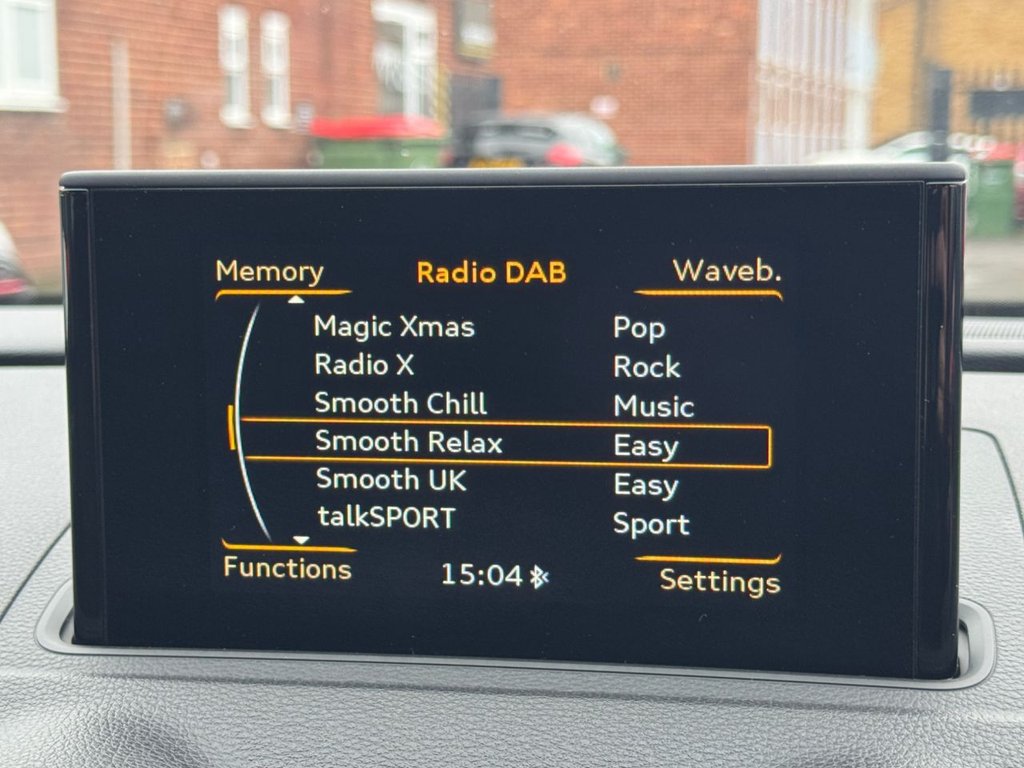 Memory Radio DAB Waveb.
Magic Xmas Pop
Radio X Rock
Smooth Chill Music
Smooth Relax Easy
Smooth UK Easy
talkSPORT Sport
Functions 15:04 Settings